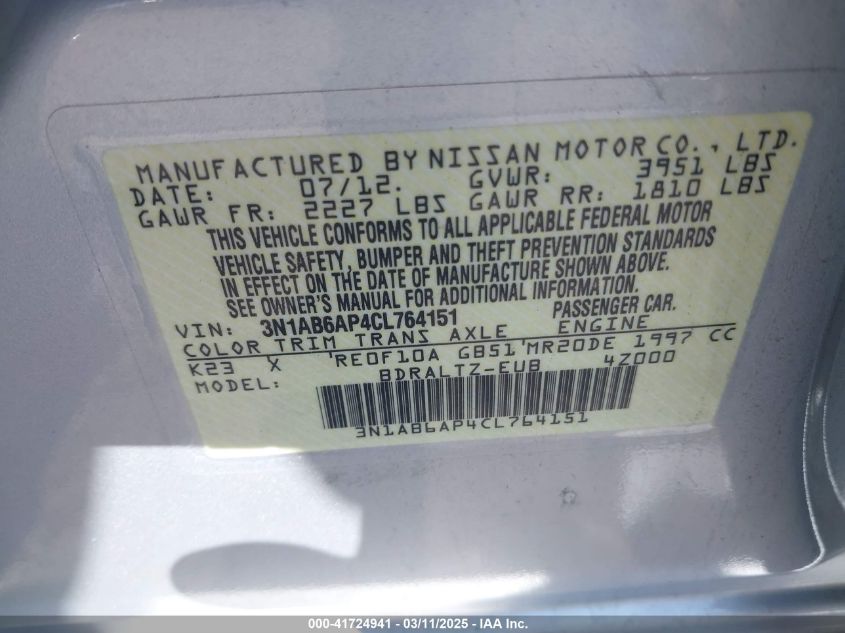 MANUFACTURED BY NISSAN MOTOR CO., LTD.
DATE: 07/12. GVWR: 3951 LBS
GAWR FR: 2227 LBS GAWR RR: 1810 LBS
THIS VEHICLE CONFORMS TO ALL APPLICABLE FEDERAL MOTOR
VEHICLE SAFETY, BUMPER AND THEFT PREVENTION STANDARDS
IN EFFECT ON THE DATE OF MANUFACTURE SHOWN ABOVE.
SEE OWNER'S MANUAL FOR ADDITIONAL INFORMATION.
VIN: 3N1AB6AP4CL764151 PASSENGER CAR.
COLOR TRIM TRANS AXLE ENGINE
K23 X RE0F10A GB51 MR20DE 1997 CC
MODEL: BDRALTZ-EUB 4Z000
3N1AB6AP4CL764151
000-41724941 - 03/11/2025 - IAA Inc.